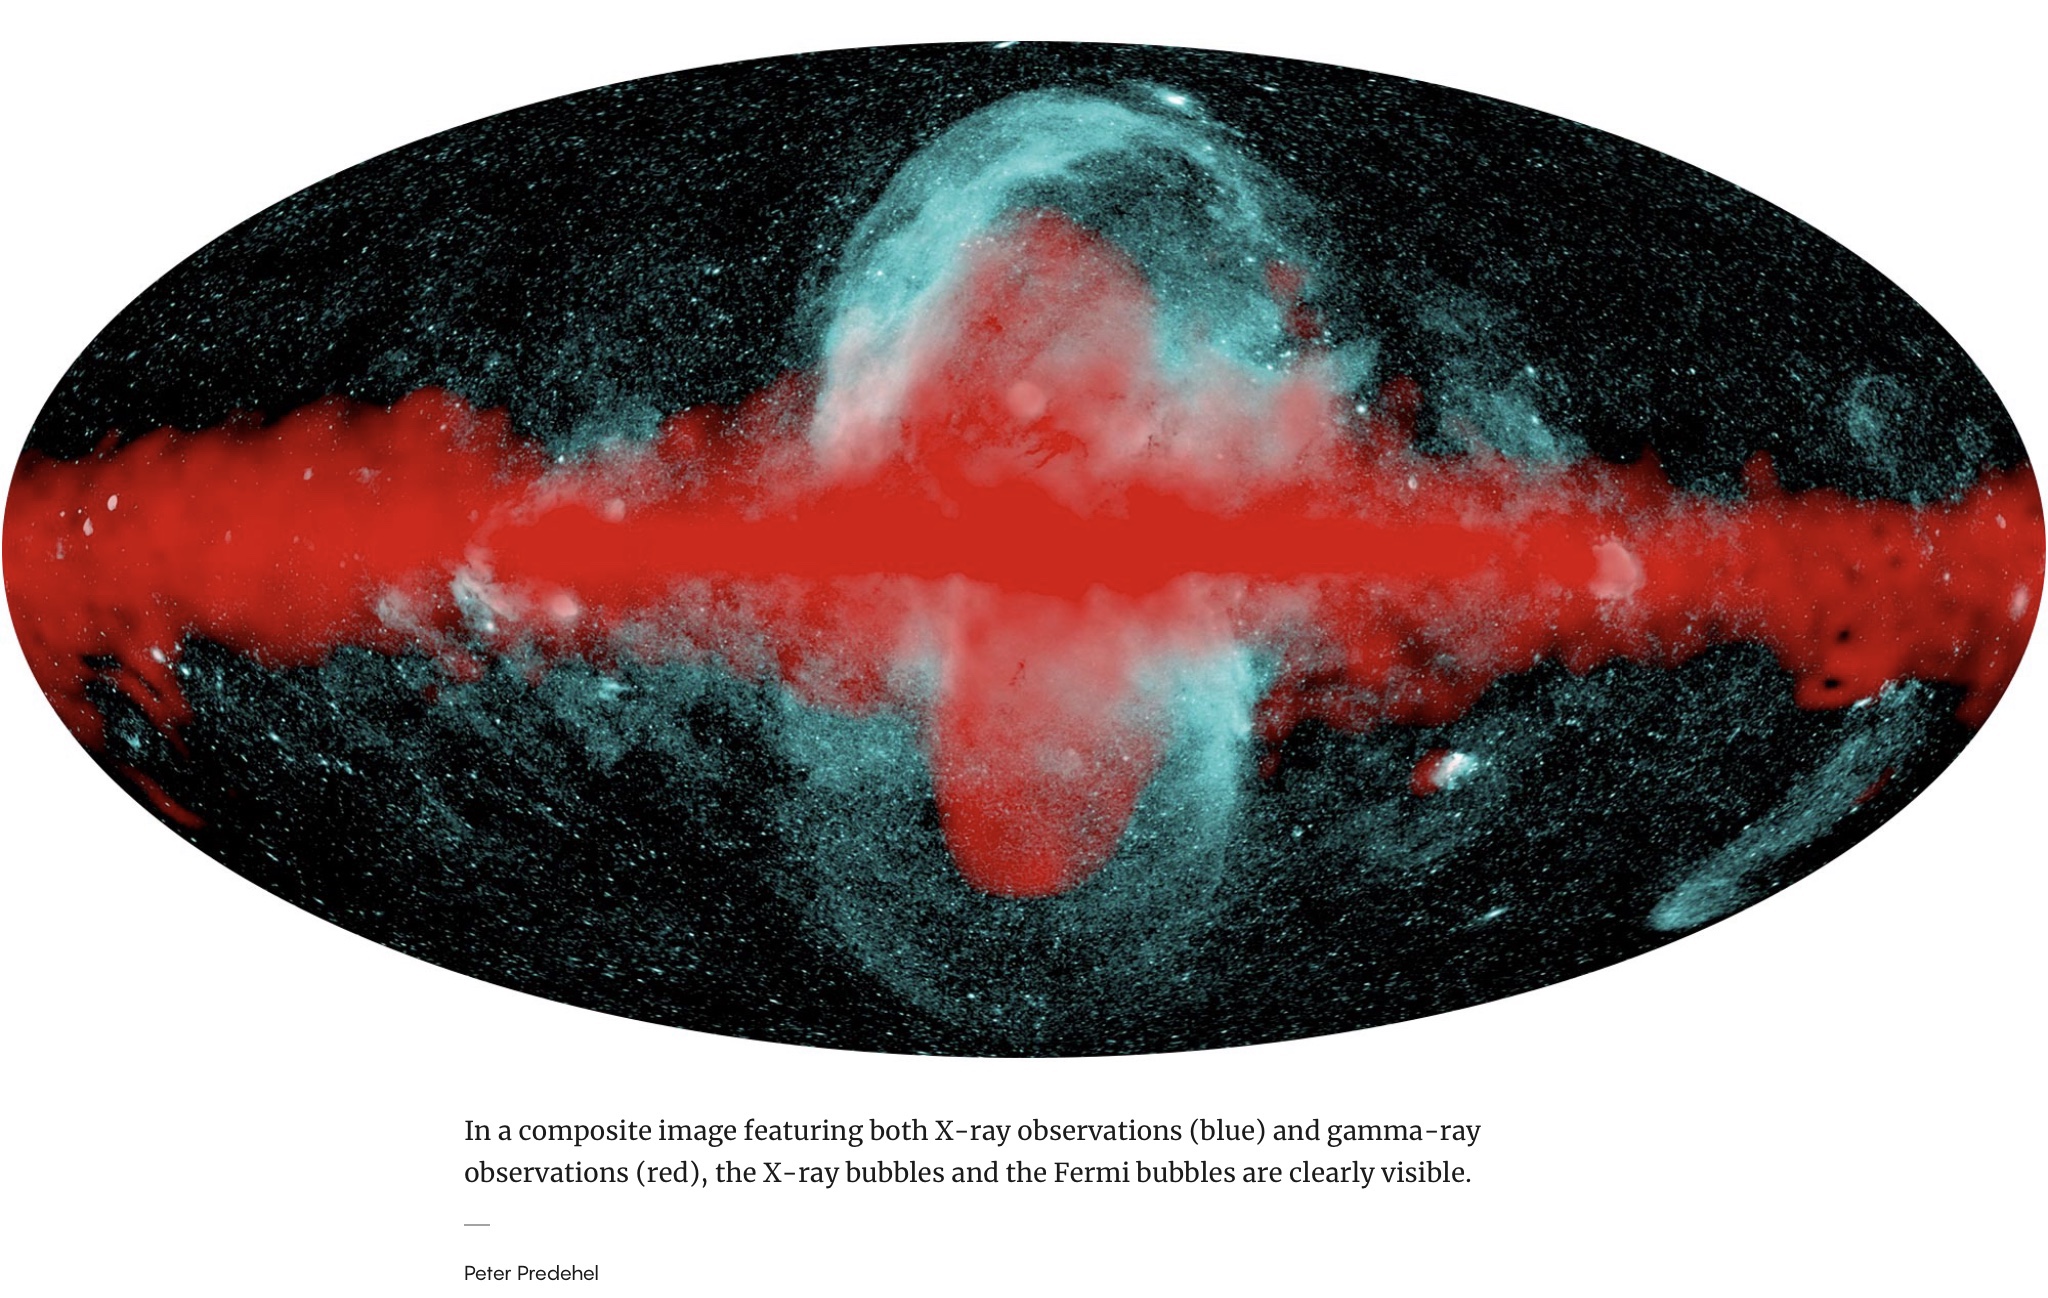 In a composite image featuring both X-ray observations (blue) and gamma-ray
observations (red), the X-ray bubbles and the Fermi bubbles are clearly visible.
Peter Predehel